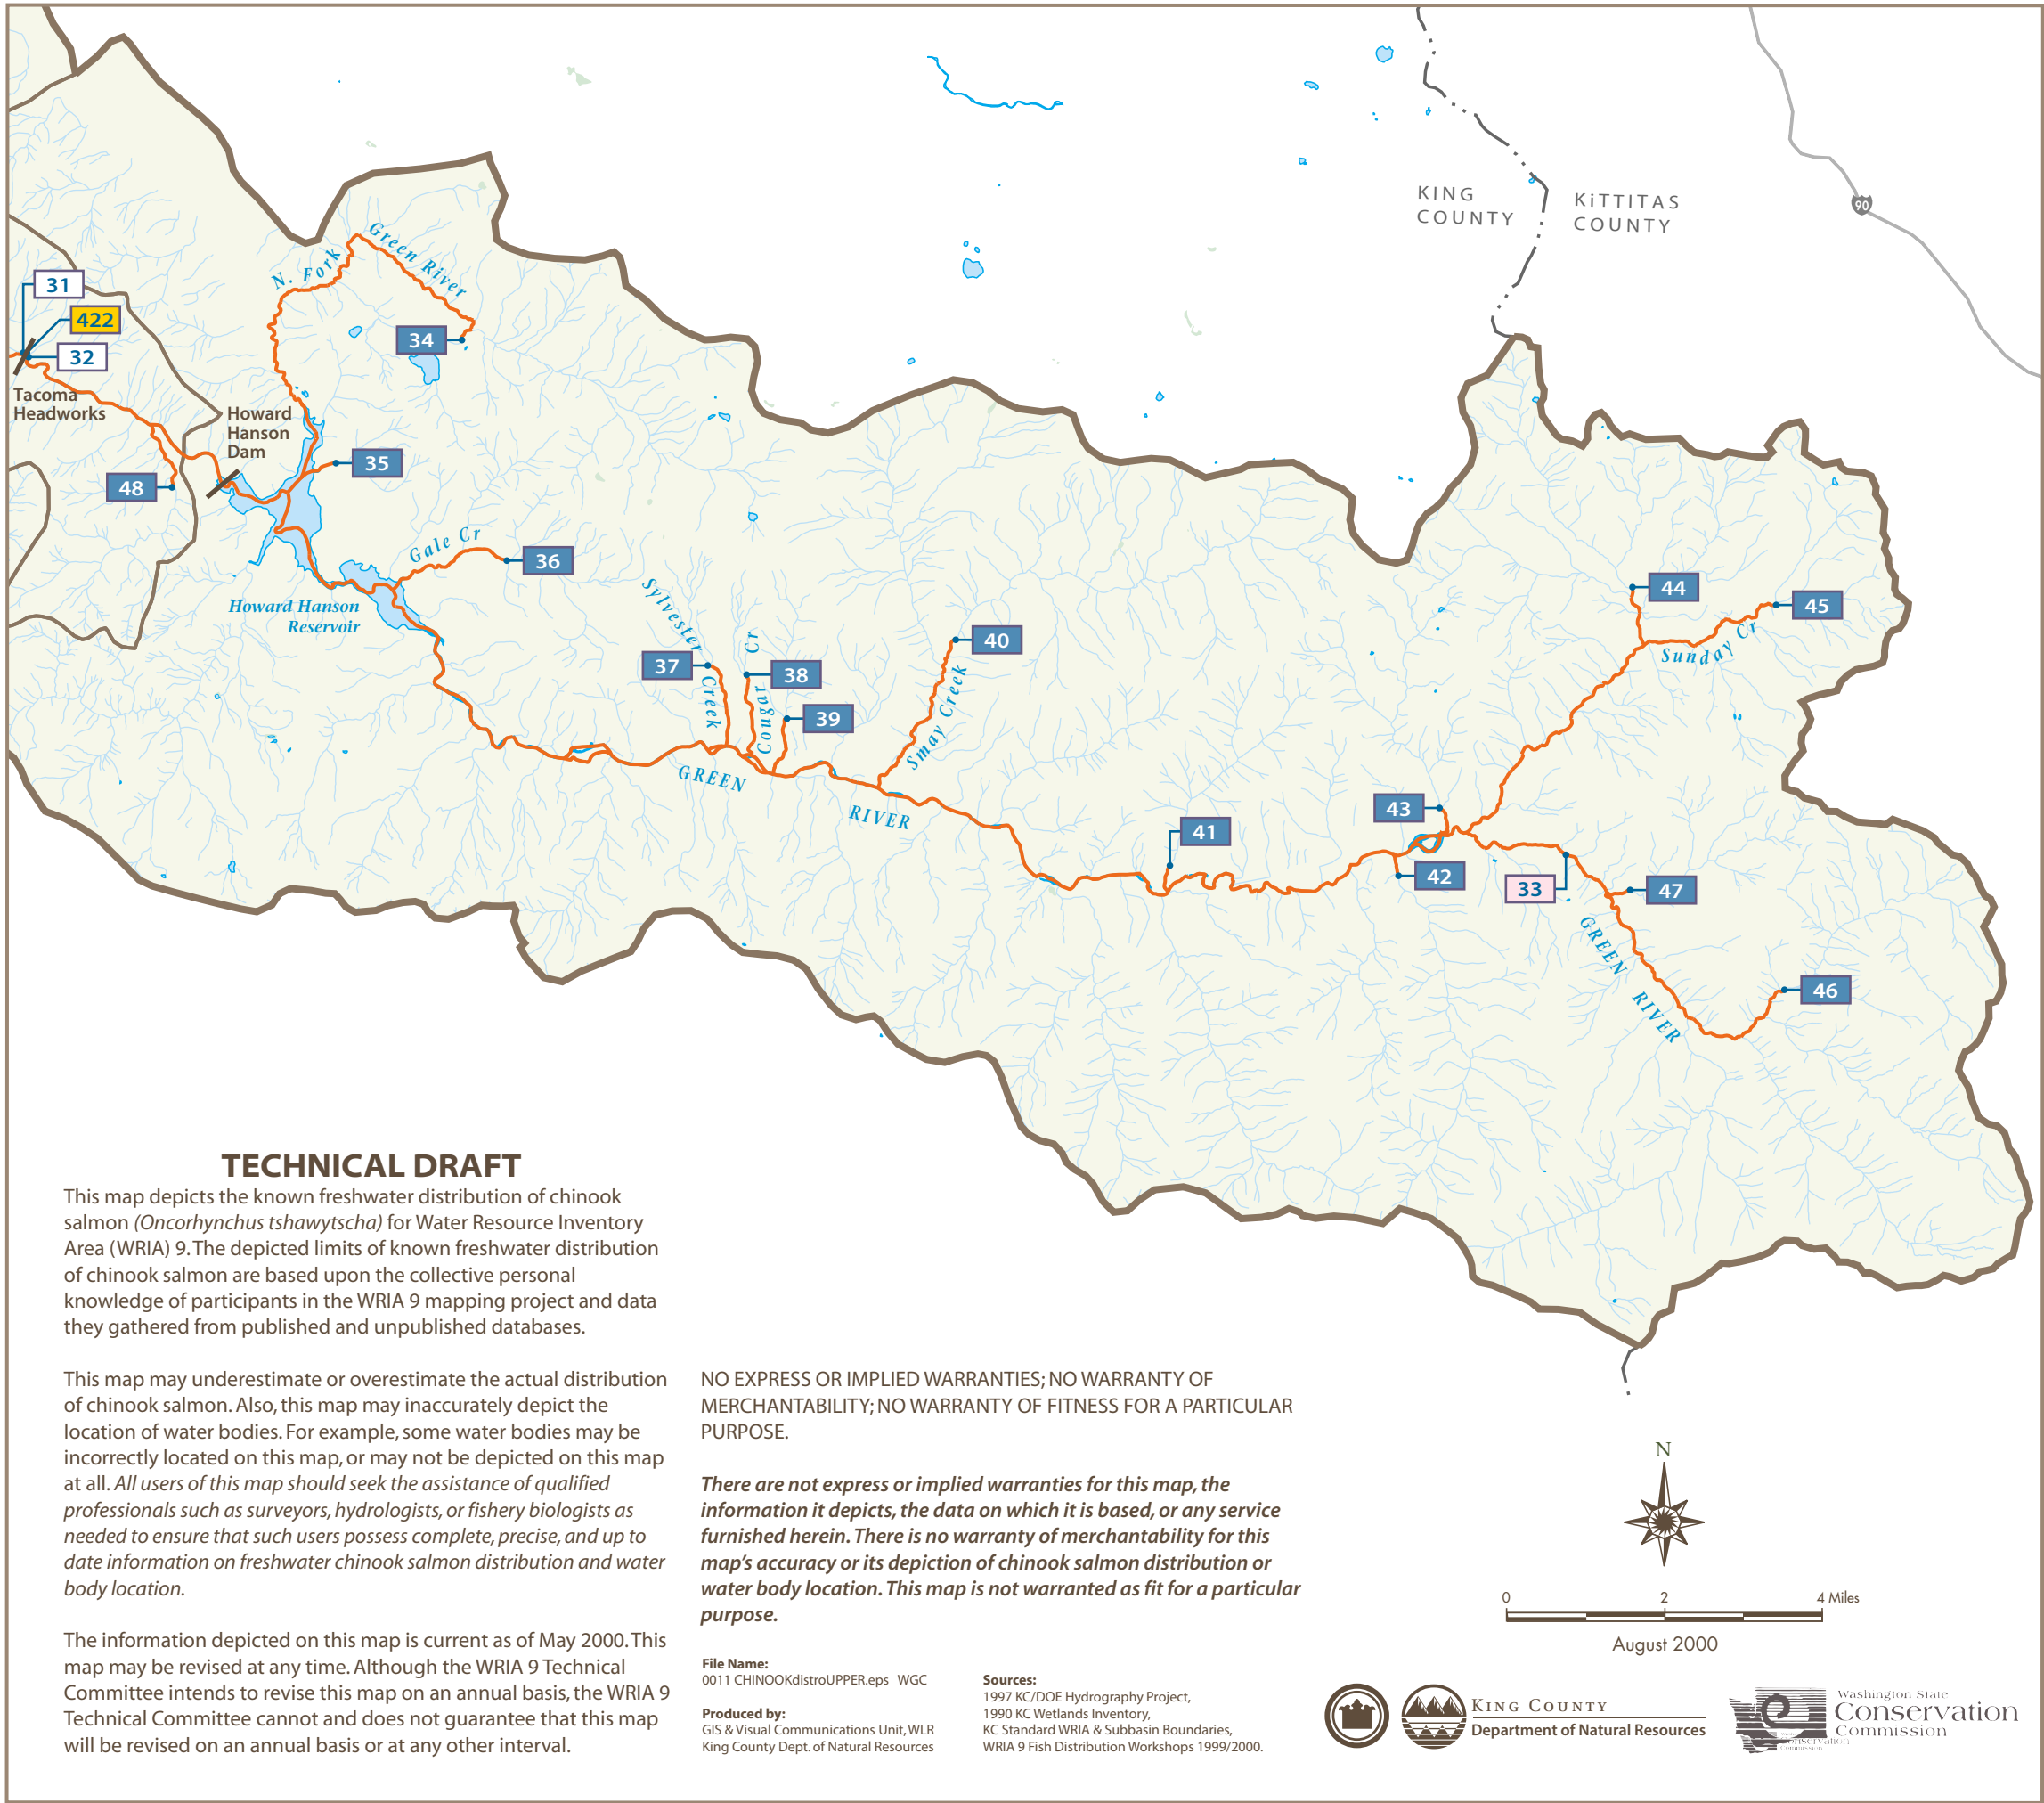 KING
COUNTY
KiTTITAS
COUNTY
90
N. Fork
Green River
31
422
32
34
Tacoma
Headworks
Howard
Hanson
Dam
35
48
Gale Cr
36
Howard Hanson
Reservoir
Sylvester
Creek
37
Cougar Cr
38
39
40
Smay Creek
44
45
Sunday Cr
GREEN
RIVER
43
41
42
33
47
GREEN
RIVER
46
TECHNICAL DRAFT
This map depicts the known freshwater distribution of chinook
salmon (Oncorhynchus tshawytscha) for Water Resource Inventory
Area (WRIA) 9. The depicted limits of known freshwater distribution
of chinook salmon are based upon the collective personal
knowledge of participants in the WRIA 9 mapping project and data
they gathered from published and unpublished databases.
This map may underestimate or overestimate the actual distribution
of chinook salmon. Also, this map may inaccurately depict the
location of water bodies. For example, some water bodies may be
incorrectly located on this map, or may not be depicted on this map
at all. All users of this map should seek the assistance of qualified
professionals such as surveyors, hydrologists, or fishery biologists as
needed to ensure that such users possess complete, precise, and up to
date information on freshwater chinook salmon distribution and water
body location.
The information depicted on this map is current as of May 2000. This
map may be revised at any time. Although the WRIA 9 Technical
Committee intends to revise this map on an annual basis, the WRIA 9
Technical Committee cannot and does not guarantee that this map
will be revised on an annual basis or at any other interval.
NO EXPRESS OR IMPLIED WARRANTIES; NO WARRANTY OF
MERCHANTABILITY; NO WARRANTY OF FITNESS FOR A PARTICULAR
PURPOSE.
There are not express or implied warranties for this map, the
information it depicts, the data on which it is based, or any service
furnished herein. There is no warranty of merchantability for this
map's accuracy or its depiction of chinook salmon distribution or
water body location. This map is not warranted as fit for a particular
purpose.
File Name:
0011 CHINOOKdistroUPPER.eps WGC
Produced by:
GIS & Visual Communications Unit, WLR
King County Dept. of Natural Resources
Sources:
1997 KC/DOE Hydrography Project,
1990 KC Wetlands Inventory,
KC Standard WRIA & Subbasin Boundaries,
WRIA 9 Fish Distribution Workshops 1999/2000.
N
0 2 4 Miles
August 2000
KING COUNTY
Department of Natural Resources
Washington State
Conservation
Commission